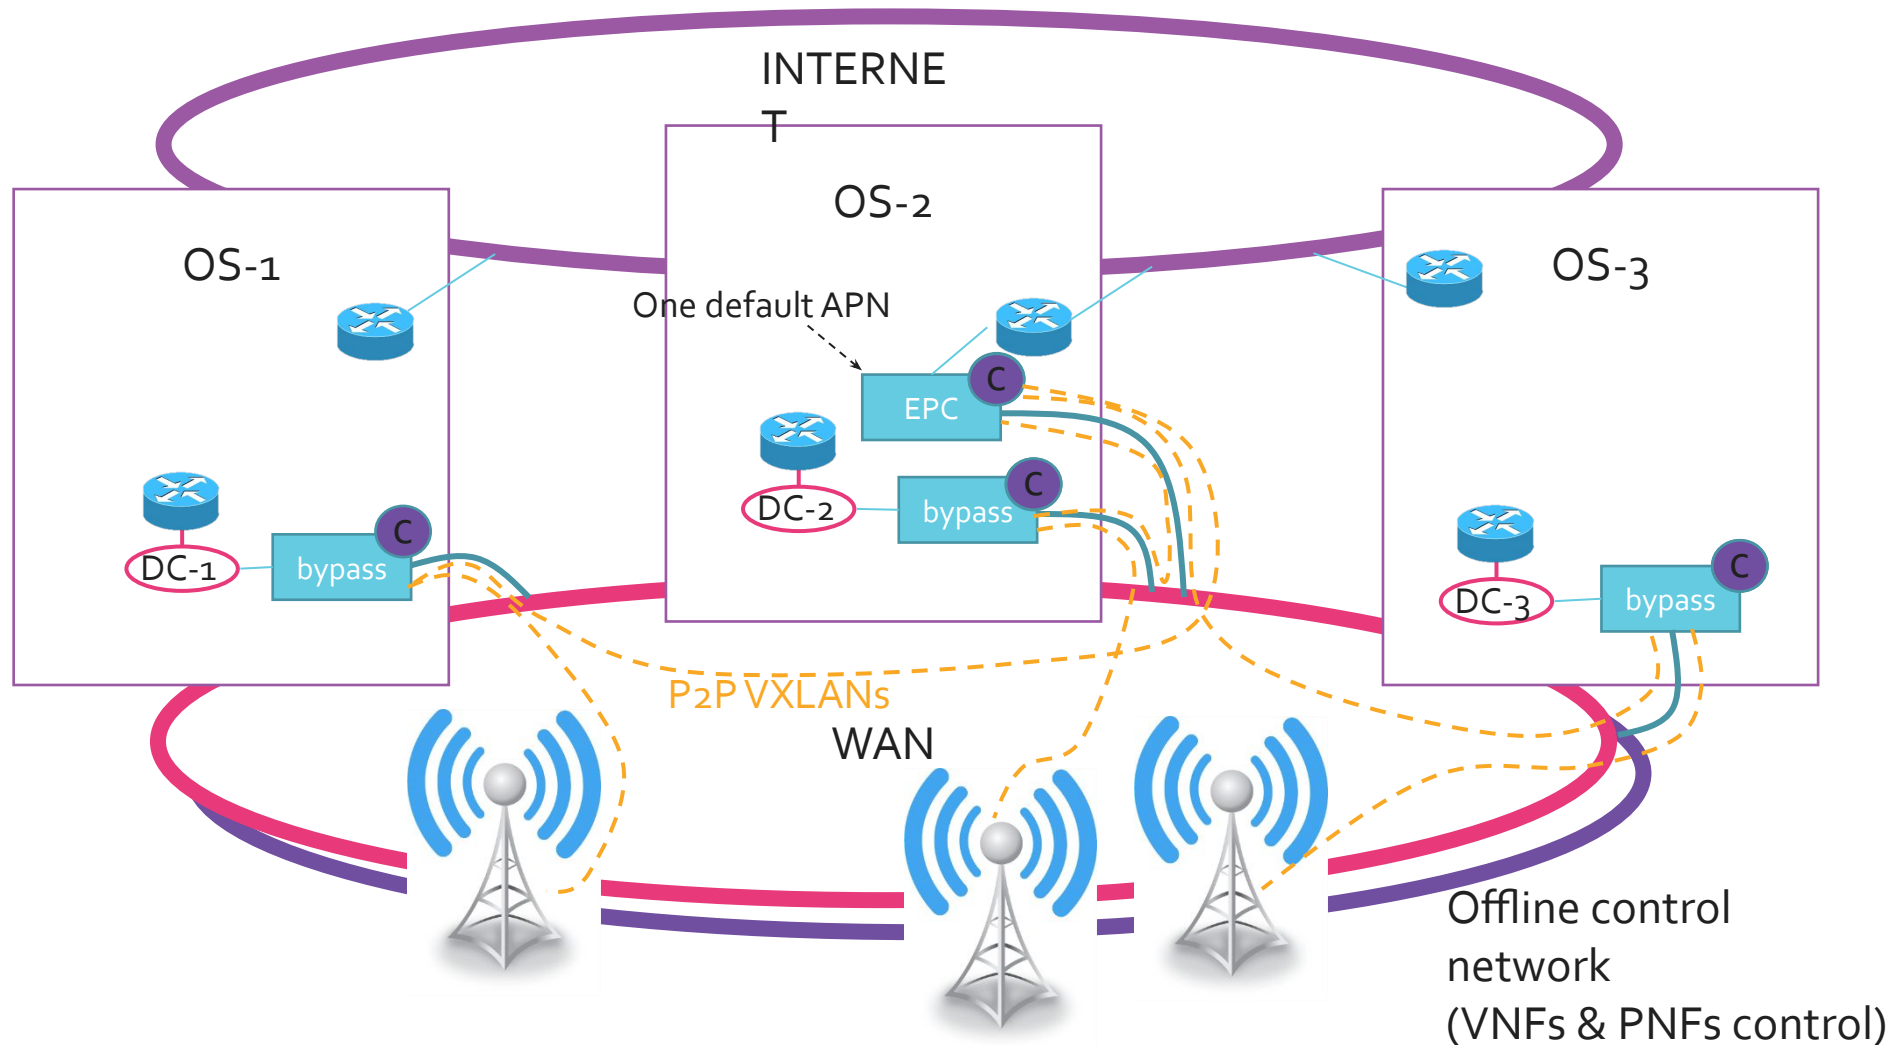 INTERNE
T
OS-2
OS-1
OS-3
One default APN
C
EPC
C
bypass
DC-2
C
bypass
DC-1
C
bypass
DC-3
P2P VXLANs
WAN
Offline control
network
(VNFs & PNFs control)